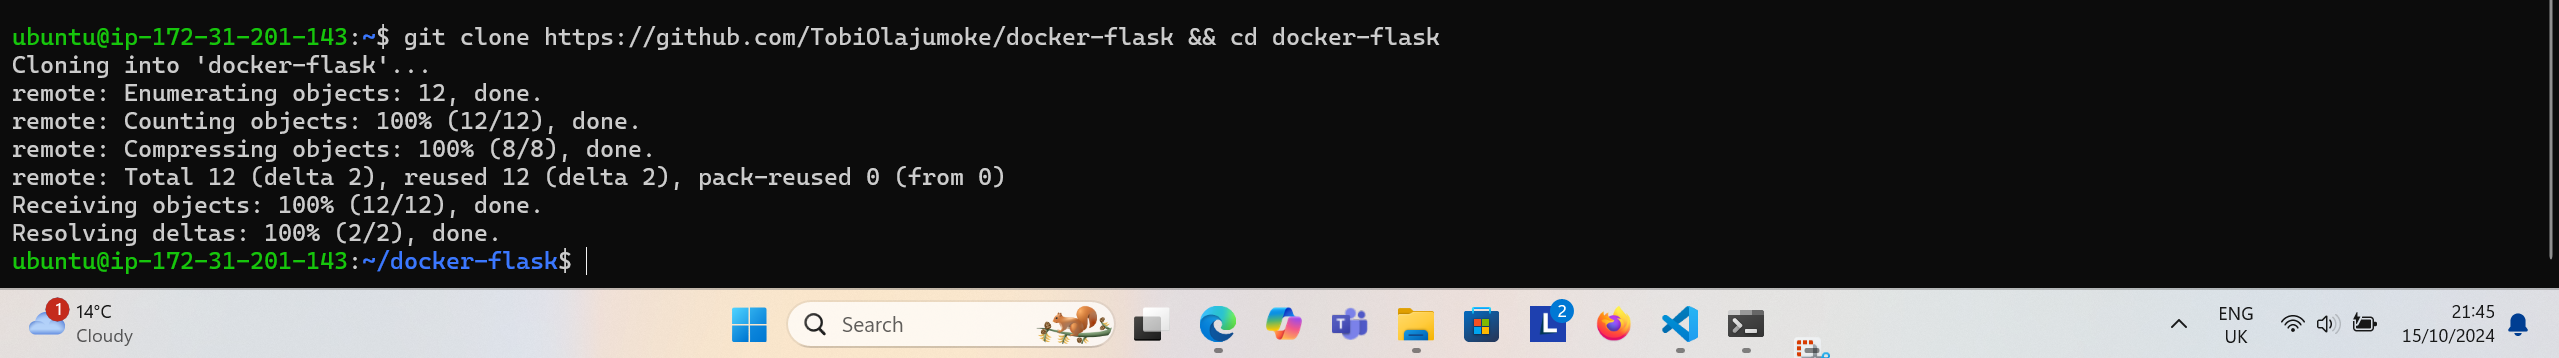 ubuntu@ip-172-31-201-143:~$ git clone https://github.com/TobiOlajumoke/docker-flask && cd docker-flask
Cloning into 'docker-flask'...
remote: Enumerating objects: 12, done.
remote: Counting objects: 100% (12/12), done.
remote: Compressing objects: 100% (8/8), done.
remote: Total 12 (delta 2), reused 12 (delta 2), pack-reused 0 (from 0)
Receiving objects: 100% (12/12), done.
Resolving deltas: 100% (2/2), done.
ubuntu@ip-172-31-201-143:~/docker-flask$
1
14°C
Cloudy
Search
T
L
2
ENG
UK
21:45
15/10/2024